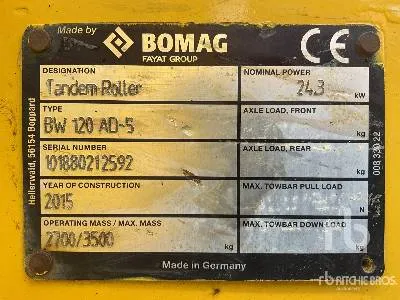 Made by
BOMAG
FAYAT GROUP
CE
DESIGNATION
Tandem-Roller
NOMINAL POWER
24,3 kW
TYPE
BW 120 AD-5
AXLE LOAD, FRONT
kg
SERIAL NUMBER
101880212592
AXLE LOAD, REAR
kg
YEAR OF CONSTRUCTION
2015
MAX. TOWBAR PULL LOAD
N
OPERATING MASS / MAX. MASS
2700/3500 kg
MAX. TOWBAR DOWN LOAD
kg
Made in Germany
Hellerwald, 56154 Boppard
rb
RITCHIE BROS.